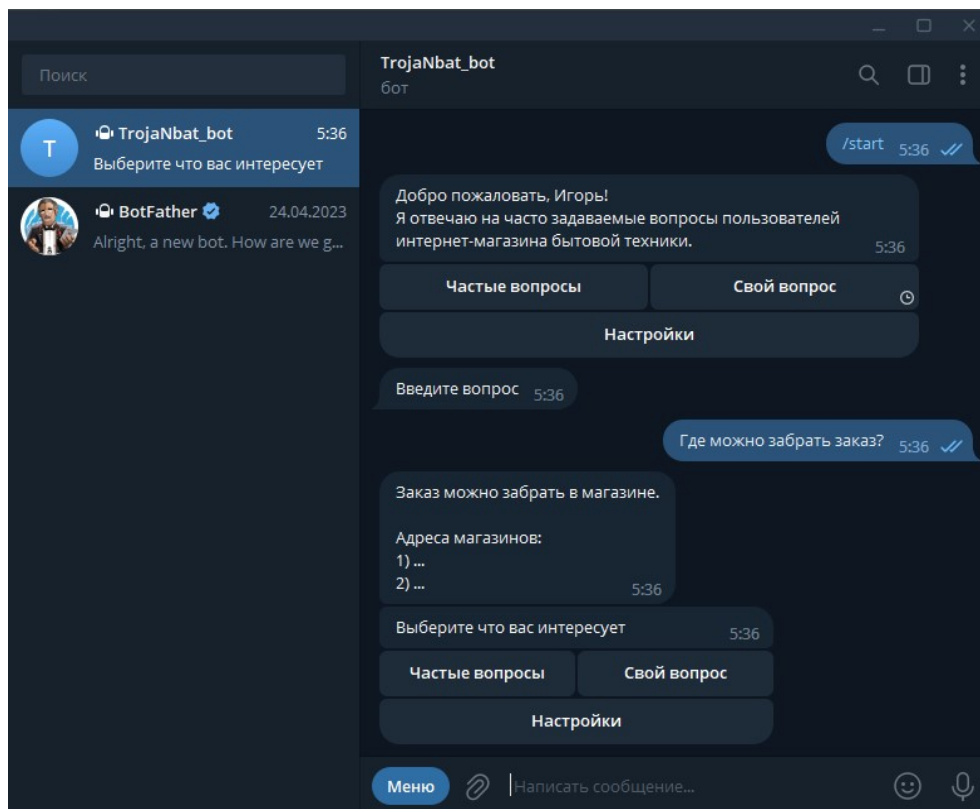 Поиск
TrojaNbat_bot 5:36
Выберите что вас интересует
BotFather 24.04.2023
Alright, a new bot. How are we g...
TrojaNbat_bot
бот
/start 5:36
Добро пожаловать, Игорь!
Я отвечаю на часто задаваемые вопросы пользователей
интернет-магазина бытовой техники. 5:36
Частые вопросы Свой вопрос
Настройки
Введите вопрос 5:36
Где можно забрать заказ? 5:36
Заказ можно забрать в магазине.
Адреса магазинов:
1) ...
2) ... 5:36
Выберите что вас интересует 5:36
Частые вопросы Свой вопрос
Настройки
Меню Написать сообщение...
T